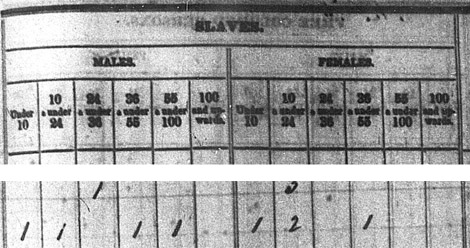 SLAVES.
MALES. FEMALES.
Under 10 10 & under 24 24 & under 36 36 & under 55 55 & under 100 100 and upwards. Under 10 10 & under 24 24 & under 36 36 & under 55 55 & under 100 100 and upwards.
1
1 1 1 1 1 2 1